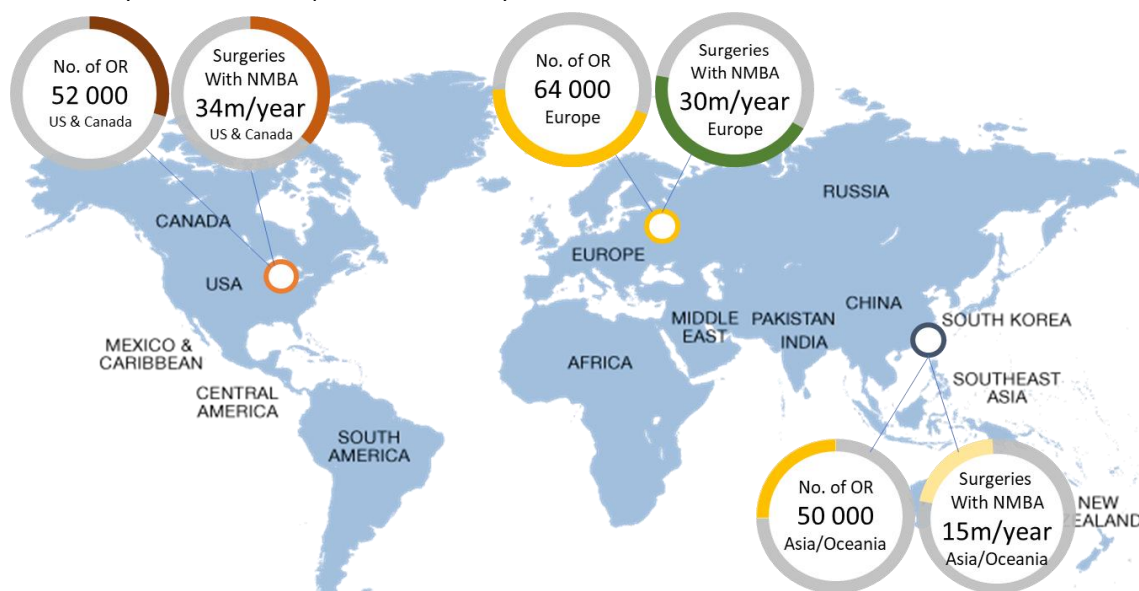 No. of OR
52 000
US & Canada
Surgeries
With NMBA
34m/year
US & Canada
No. of OR
64 000
Europe
Surgeries
With NMBA
30m/year
Europe
RUSSIA
CANADA
EUROPE
USA
CHINA
SOUTH KOREA
MIDDLE
EAST
PAKISTAN
INDIA
MEXICO &
CARIBBEAN
AFRICA
SOUTHEAST
ASIA
CENTRAL
AMERICA
SOUTH
AMERICA
No. of OR
50 000
Asia/Oceania
Surgeries
With NMBA
15m/year
Asia/Oceania
NEW
ZEALAND